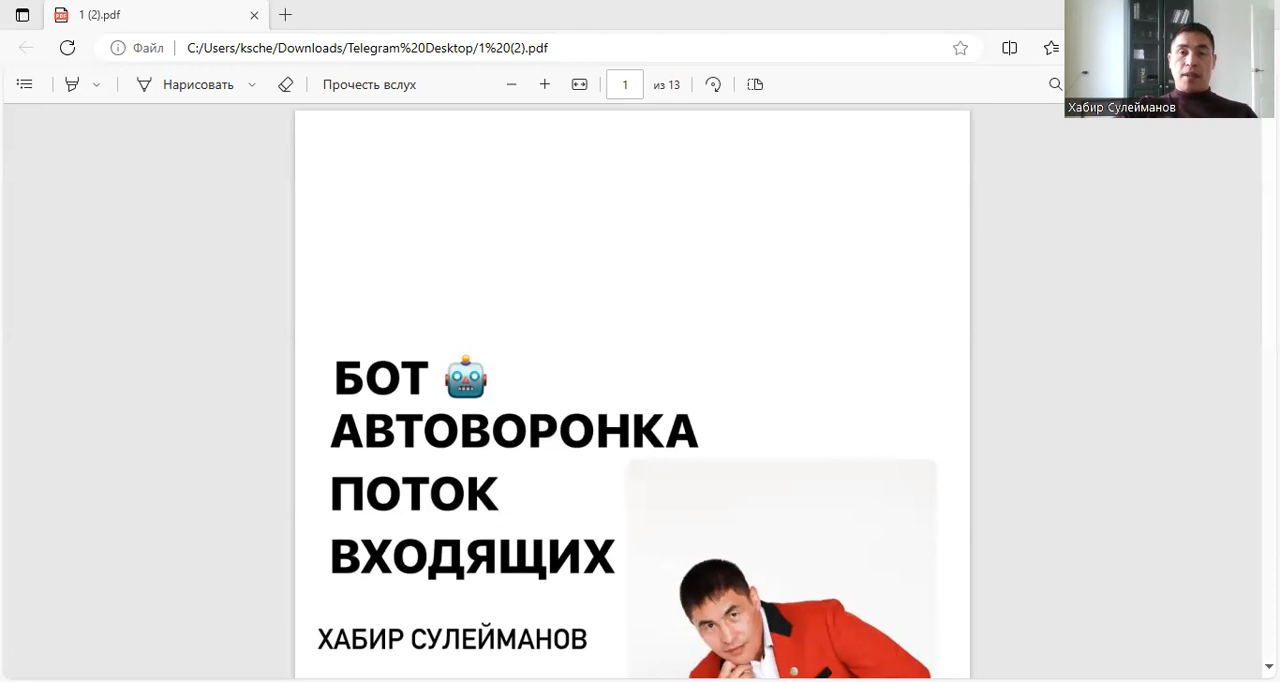 1 (2).pdf
Файл
C:/Users/ksche/Downloads/Telegram%20Desktop/1%20(2).pdf
Нарисовать
Прочесть вслух
1
из 13
Хабир Сулейманов
БОТ 🤖
АВТОВОРОНКА
ПОТОК
ВХОДЯЩИХ
ХАБИР СУЛЕЙМАНОВ